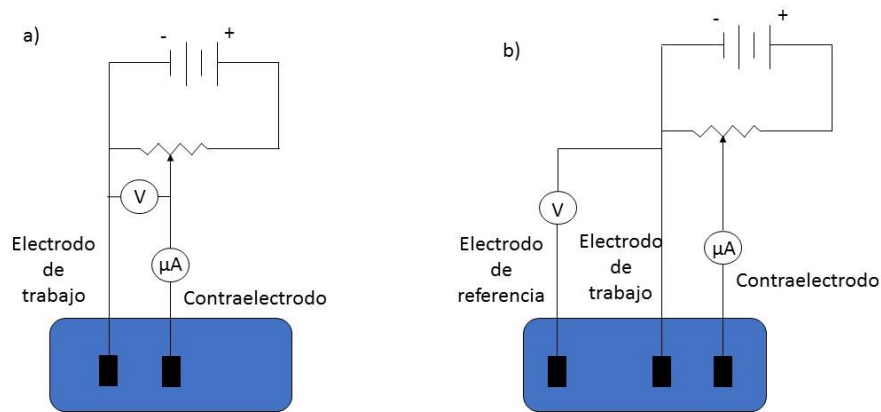 a)
- +
V
Electrodo
de
trabajo
µA
Contraelectrodo
b)
- +
V
Electrodo
de
referencia
Electrodo
de
trabajo
µA
Contraelectrodo